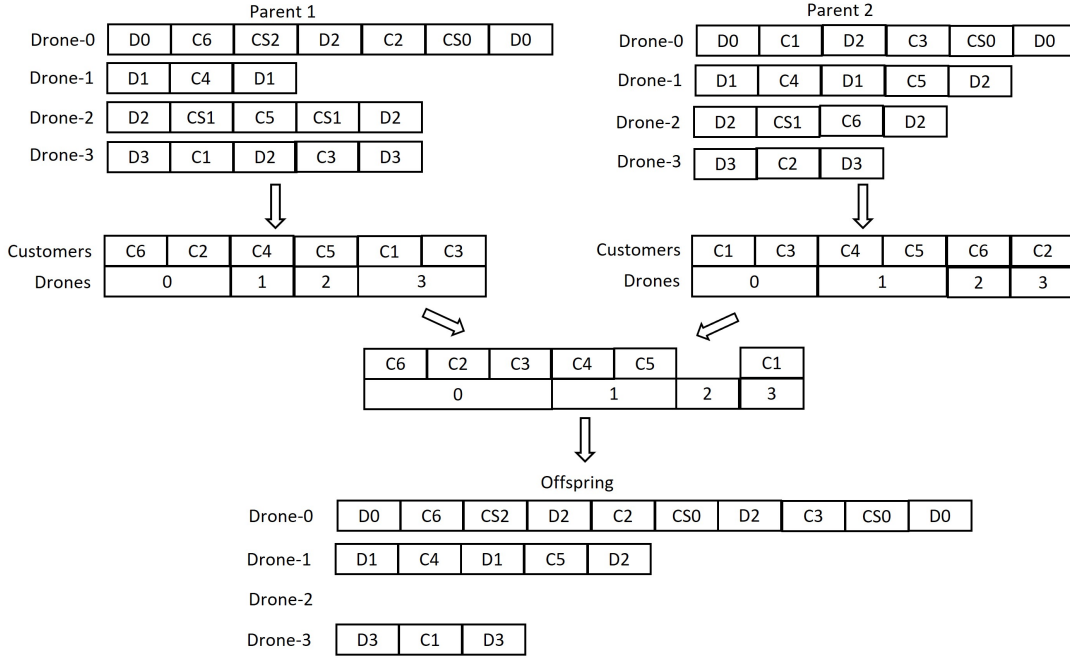 Parent 1
Drone-0 D0 C6 CS2 D2 C2 CS0 D0
Drone-1 D1 C4 D1
Drone-2 D2 CS1 C5 CS1 D2
Drone-3 D3 C1 D2 C3 D3
Customers C6 C2 C4 C5 C1 C3
Drones 0 1 2 3
Parent 2
Drone-0 D0 C1 D2 C3 CS0 D0
Drone-1 D1 C4 D1 C5 D2
Drone-2 D2 CS1 C6 D2
Drone-3 D3 C2 D3
Customers C1 C3 C4 C5 C6 C2
Drones 0 1 2 3
C6 C2 C3 C4 C5 C1
0 1 2 3
Offspring
Drone-0 D0 C6 CS2 D2 C2 CS0 D2 C3 CS0 D0
Drone-1 D1 C4 D1 C5 D2
Drone-2
Drone-3 D3 C1 D3